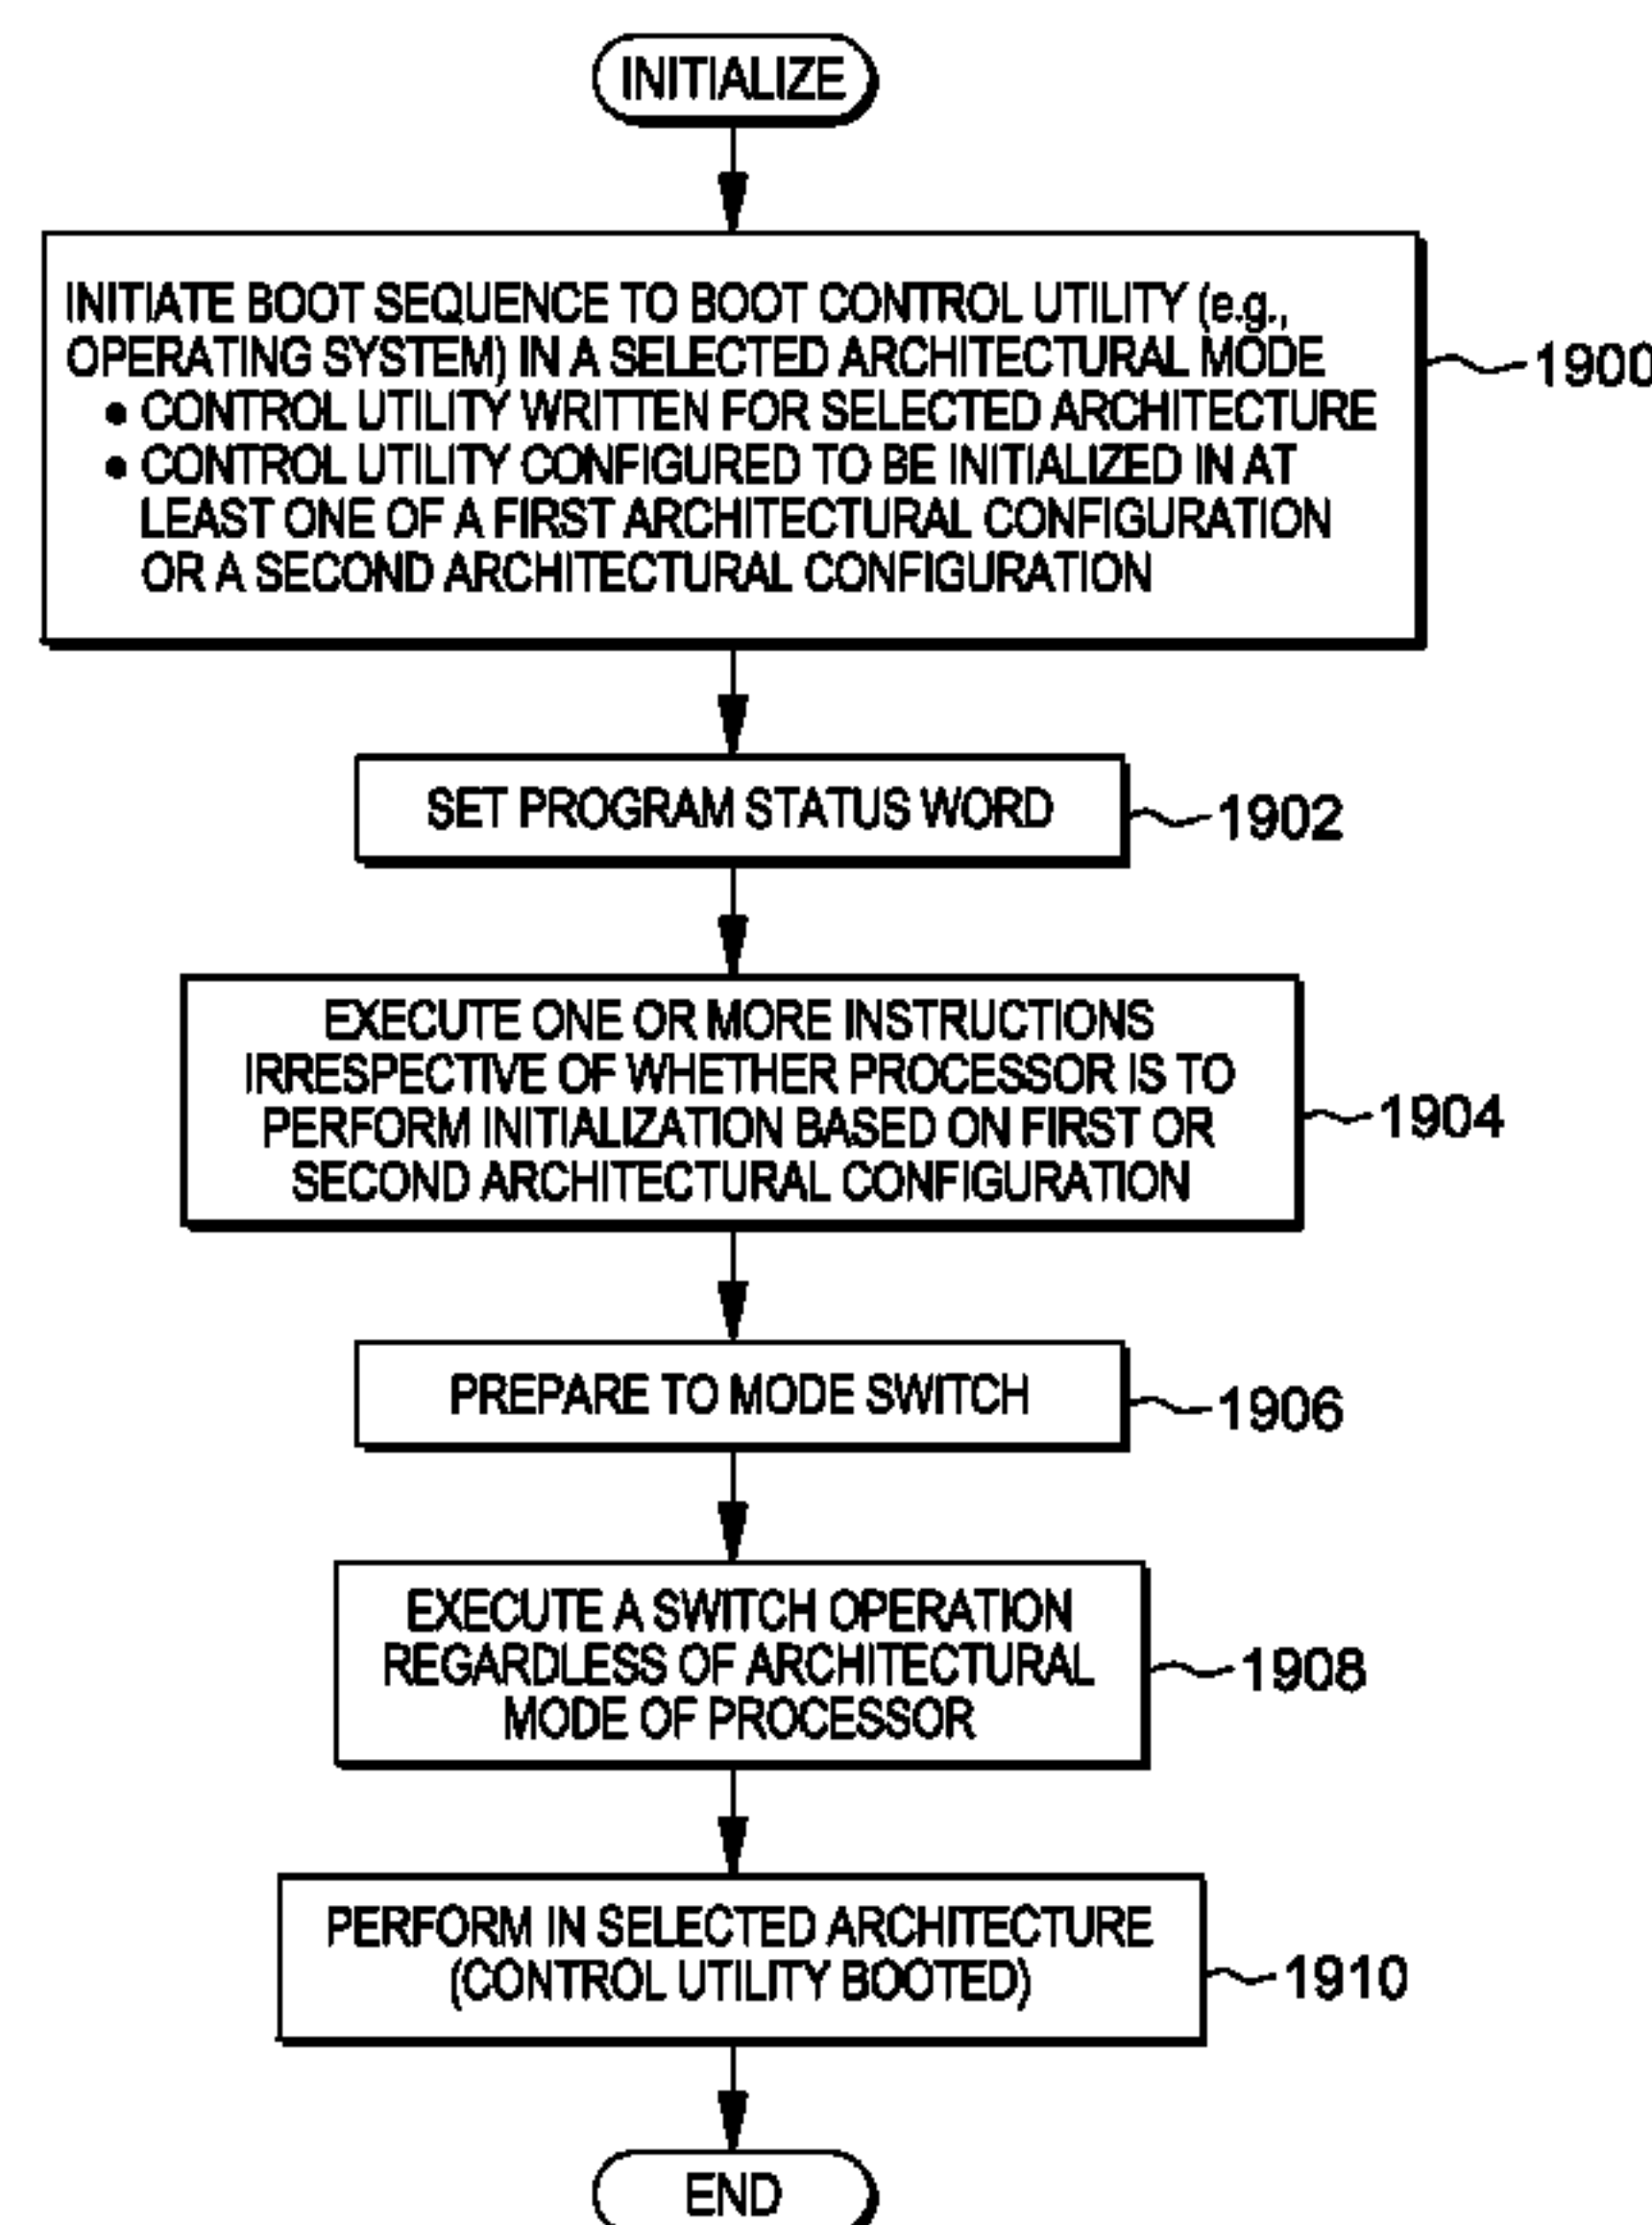 INITIALIZE
INITIATE BOOT SEQUENCE TO BOOT CONTROL UTILITY (e.g.,
OPERATING SYSTEM) IN A SELECTED ARCHITECTURAL MODE
● CONTROL UTILITY WRITTEN FOR SELECTED ARCHITECTURE
● CONTROL UTILITY CONFIGURED TO BE INITIALIZED IN AT
LEAST ONE OF A FIRST ARCHITECTURAL CONFIGURATION
OR A SECOND ARCHITECTURAL CONFIGURATION
1900
SET PROGRAM STATUS WORD
1902
EXECUTE ONE OR MORE INSTRUCTIONS
IRRESPECTIVE OF WHETHER PROCESSOR IS TO
PERFORM INITIALIZATION BASED ON FIRST OR
SECOND ARCHITECTURAL CONFIGURATION
1904
PREPARE TO MODE SWITCH
1906
EXECUTE A SWITCH OPERATION
REGARDLESS OF ARCHITECTURAL
MODE OF PROCESSOR
1908
PERFORM IN SELECTED ARCHITECTURE
(CONTROL UTILITY BOOTED)
1910
END